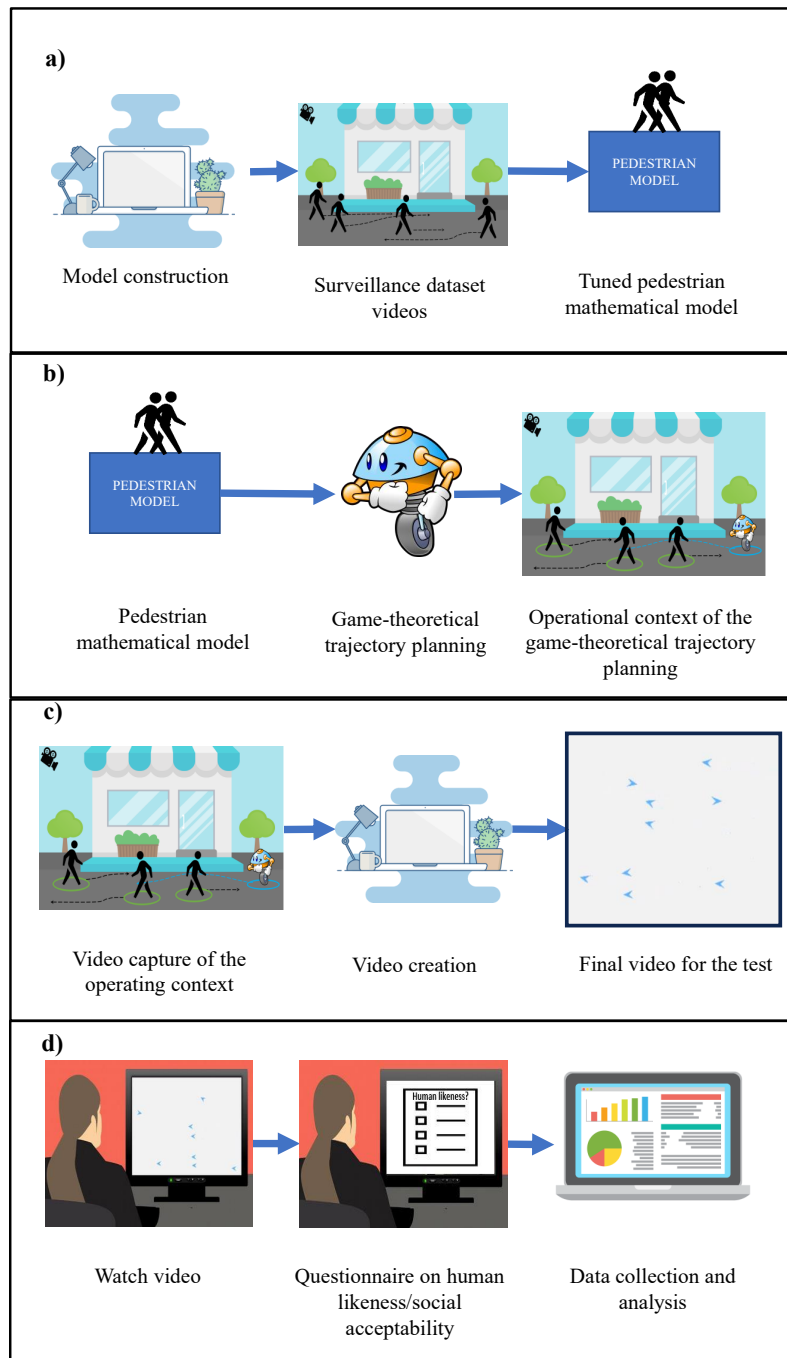 a)
PEDESTRIAN
MODEL
Model construction
Surveillance dataset
videos
Tuned pedestrian
mathematical model
b)
PEDESTRIAN
MODEL
Pedestrian
mathematical model
Game-theoretical
trajectory planning
Operational context of the
game-theoretical trajectory
planning
c)
Video capture of the
operating context
Video creation
Final video for the test
d)
Human likeness?
Watch video
Questionnaire on human
likeness/social
acceptability
Data collection and
analysis